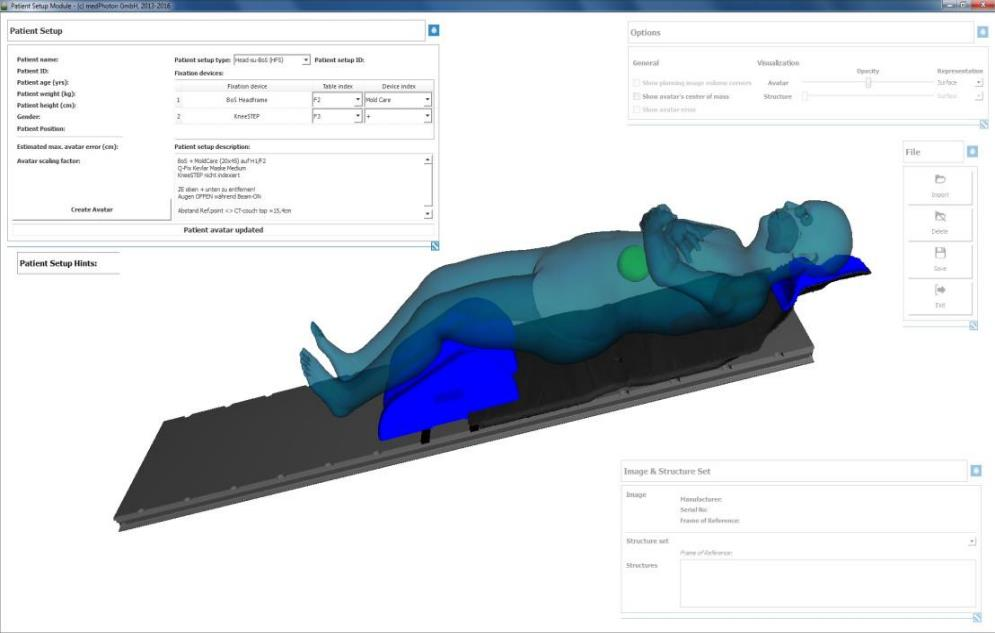 Patient Setup Module - (c) medPhoton GmbH, 2013-2016
Patient Setup
Patient name:
Patient ID:
Patient age (yrs):
Patient weight (kg):
Patient height (cm):
Gender:
Patient Position:
Estimated max. avatar error (cm):
Avatar scaling factor:
Create Avatar
Patient setup type: Head-su-BoS (HFS) Patient setup ID:
Fixation devices:
Fixation device Table index Device index
1 BoS Headframe F2 Mold Care
2 KneeSTEP F3 +
Patient setup description:
BoS + MoldCare (20x45) auf H1/F2
Q-Fix Kevlar Maske Medium
KneeSTEP nicht indexiert
ZE oben + unten zu entfernen!
Augen OFFEN während Beam-ON
Abstand Ref.point <> CT-couch top =15,4cm
Patient avatar updated
Patient Setup Hints:
Options
General Visualization Opacity Representation
Show planning image volume corners Avatar Surface
Show avatar's center of mass Structure Surface
Show avatar error
File
Import
Delete
Save
Exit
Image & Structure Set
Image Manufacturer:
Serial No:
Frame of Reference:
Structure set
Frame of Reference:
Structures